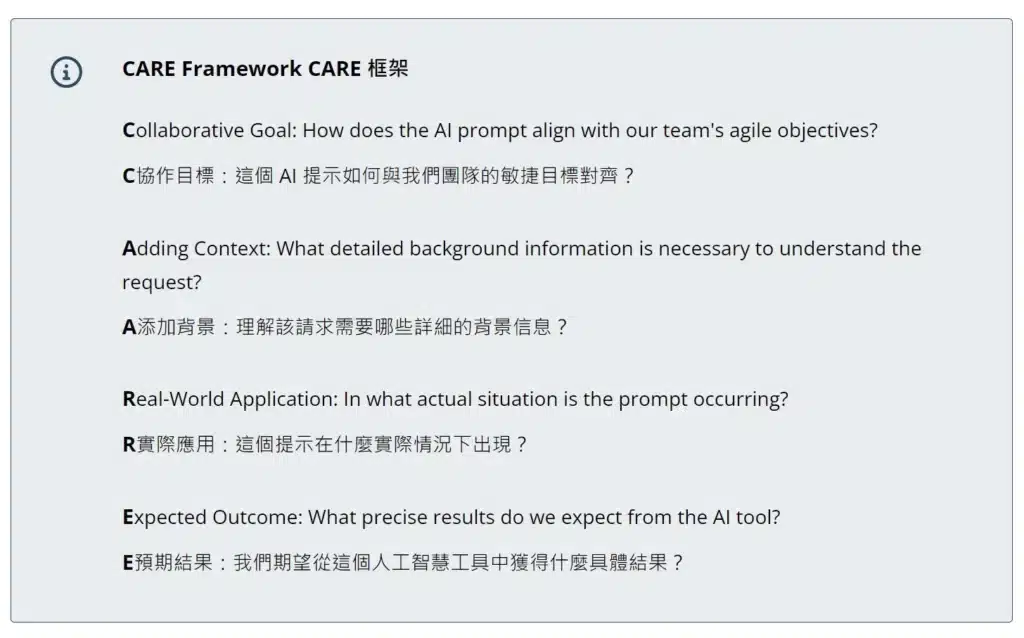 CARE Framework CARE 框架
Collaborative Goal: How does the AI prompt align with our team's agile objectives?
C協作目標：這個 AI 提示如何與我們團隊的敏捷目標對齊？
Adding Context: What detailed background information is necessary to understand the
request?
A添加背景：理解該請求需要哪些詳細的背景信息？
Real-World Application: In what actual situation is the prompt occurring?
R實際應用：這個提示在什麼實際情況下出現？
Expected Outcome: What precise results do we expect from the AI tool?
E預期結果：我們期望從這個人工智慧工具中獲得什麼具體結果？